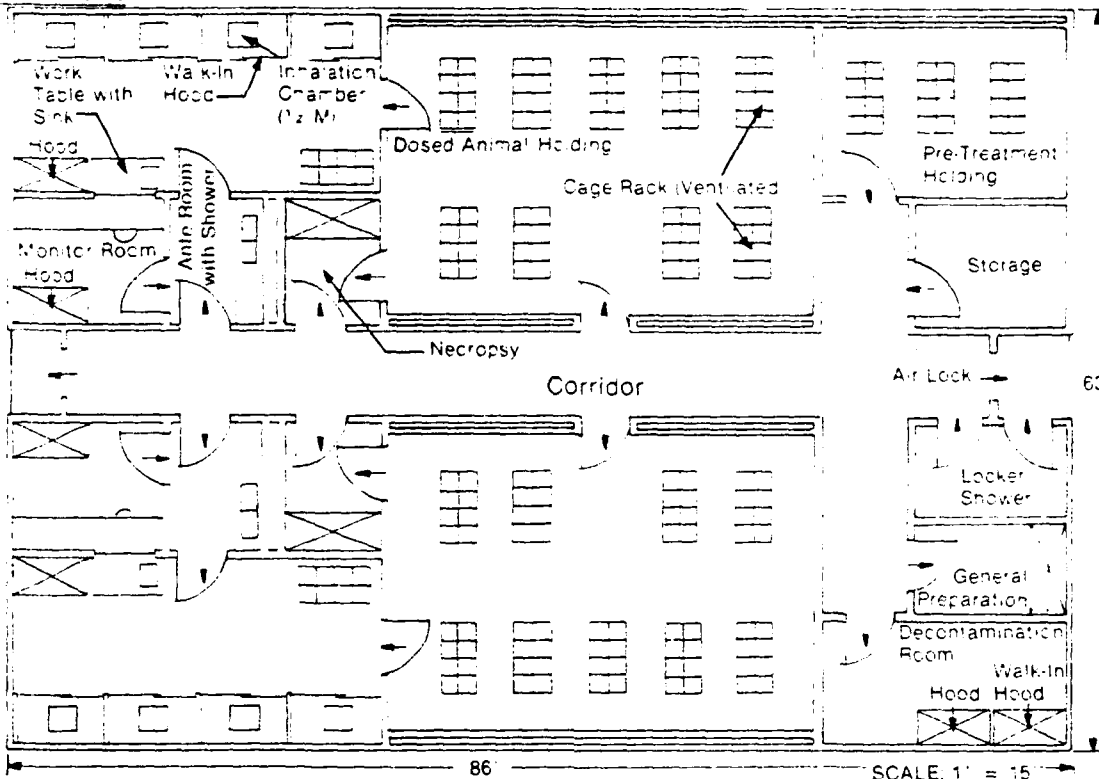 Work
Table with
Sink
Walk-In
Hood
Inhalation
Chamber
(12 M)
Hood
Dosed Animal Holding
Pre-Treatment
Holding
Cage Rack (Ventilated
Ante Room
with Shower
Monitor Room
Hood
Storage
Necropsy
Corridor
Air Lock
63
Locker
Shower
General
Preparation
Decontamination
Room
Walk-In
Hood
Hood
86'
SCALE, 1" = 15'